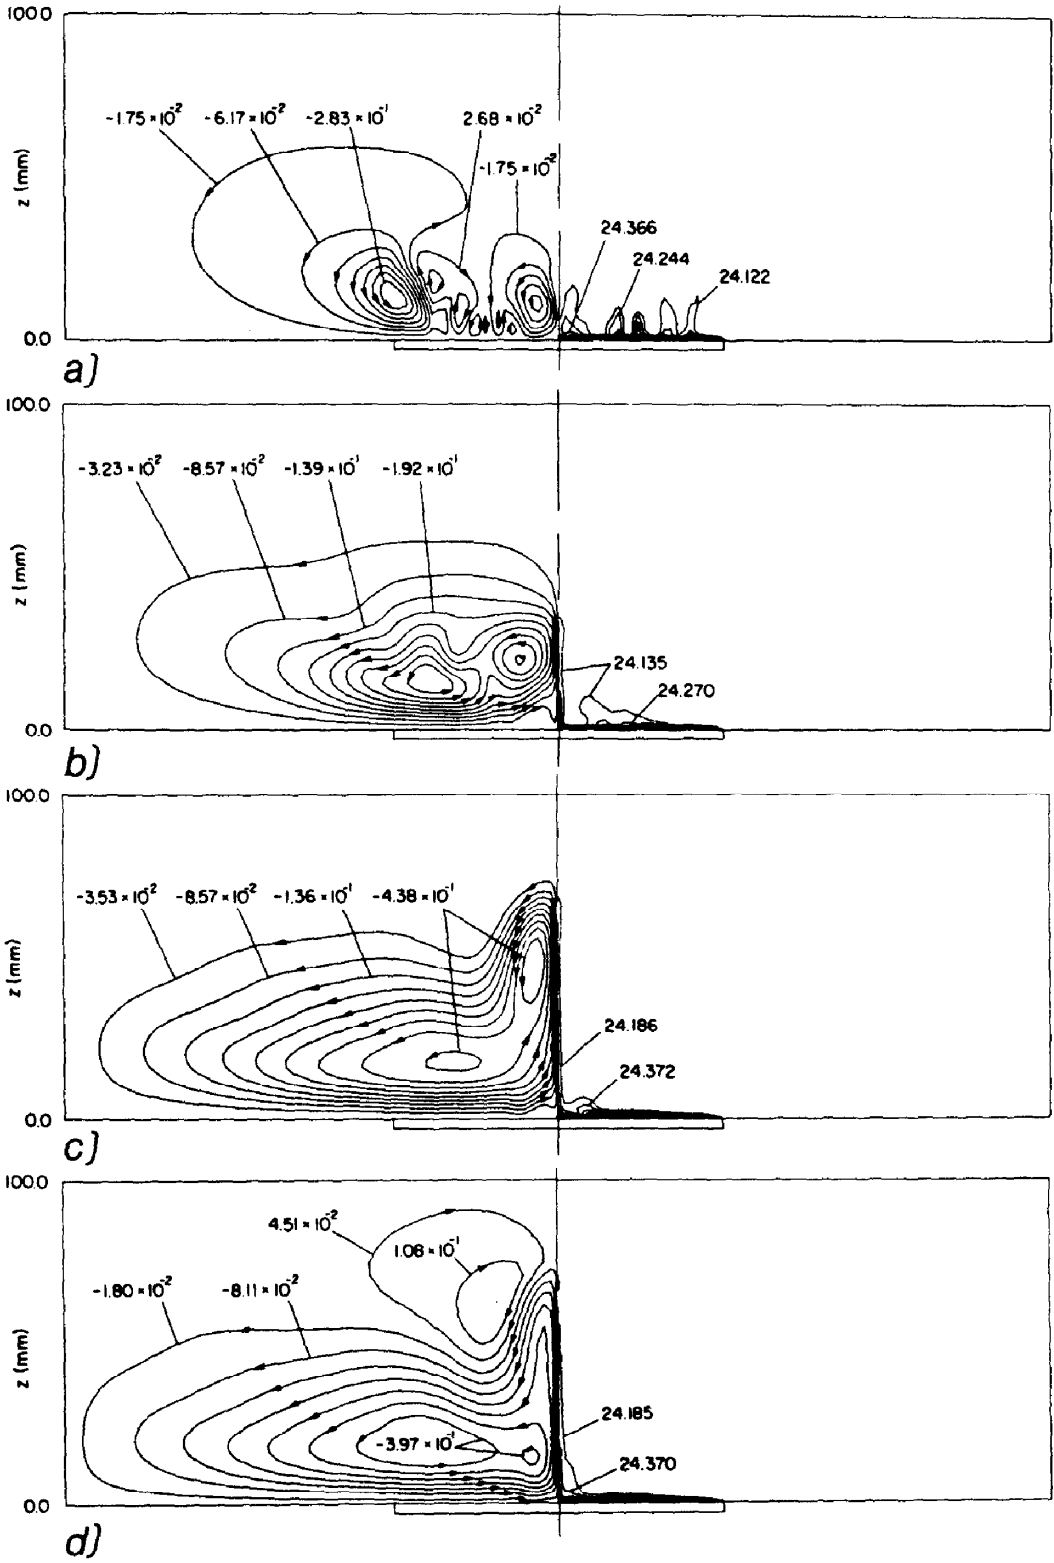 100.0
-1.75 × 10⁻² -6.17 × 10⁻² -2.83 × 10⁻¹ 2.68 × 10⁻²
-1.75 × 10⁻²
z (mm)
24.366
24.244
24.122
0.0
a)
100.0
-3.23 × 10⁻² -8.57 × 10⁻² -1.39 × 10⁻¹ -1.92 × 10⁻¹
z (mm)
24.135
24.270
0.0
b)
100.0
-3.53 × 10⁻² -8.57 × 10⁻² -1.36 × 10⁻¹ -4.38 × 10⁻¹
z (mm)
24.186
24.372
0.0
c)
100.0
4.51 × 10⁻²
1.08 × 10⁻¹
-1.80 × 10⁻² -8.11 × 10⁻²
z (mm)
24.185
-3.97 × 10⁻¹
24.370
0.0
d)